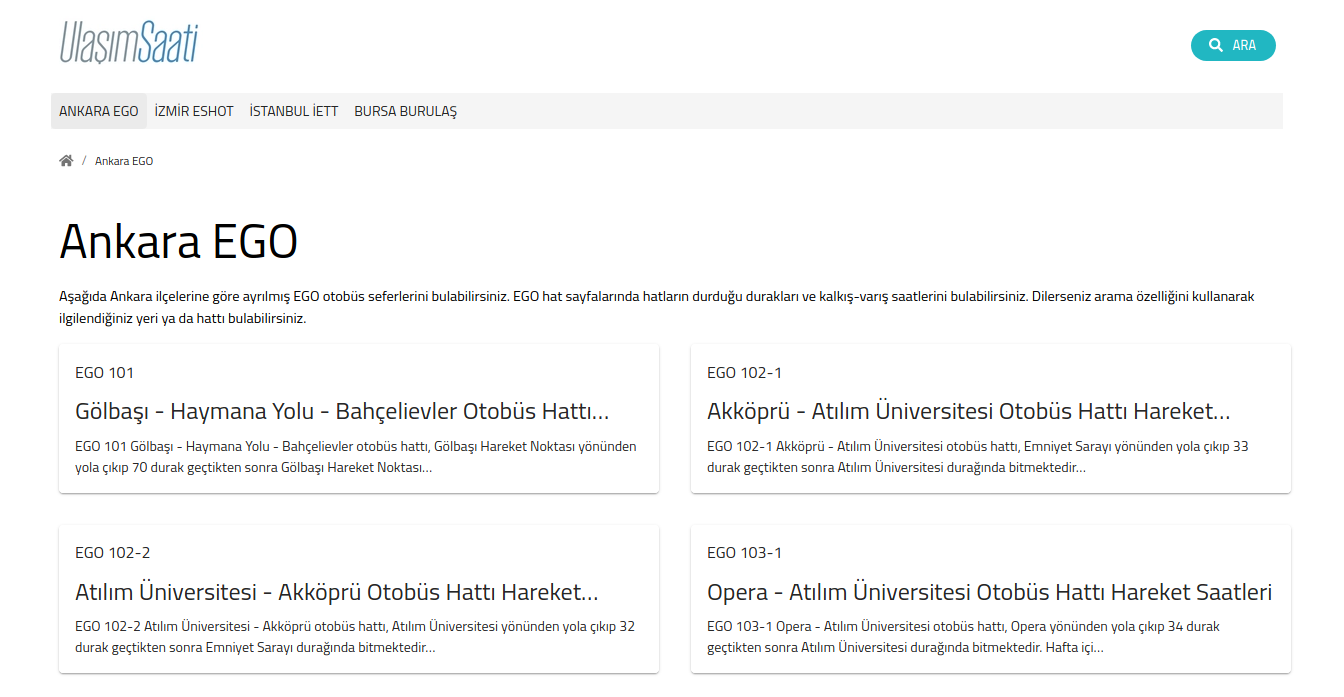 UlaşımSaati
ARA
ANKARA EGO İZMİR ESHOT İSTANBUL İETT BURSA BURULAŞ
/ Ankara EGO
Ankara EGO
Aşağıda Ankara ilçelerine göre ayrılmış EGO otobüs seferlerini bulabilirsiniz. EGO hat sayfalarında hatların durduğu durakları ve kalkış-varış saatlerini bulabilirsiniz. Dilerseniz arama özelliğini kullanarak
ilgilendiğiniz yeri ya da hattı bulabilirsiniz.
EGO 101
Gölbaşı - Haymana Yolu - Bahçelievler Otobüs Hattı...
EGO 101 Gölbaşı - Haymana Yolu - Bahçelievler otobüs hattı, Gölbaşı Hareket Noktası yönünden
yola çıkıp 70 durak geçtikten sonra Gölbaşı Hareket Noktası...
EGO 102-1
Akköprü - Atılım Üniversitesi Otobüs Hattı Hareket...
EGO 102-1 Akköprü - Atılım Üniversitesi otobüs hattı, Emniyet Sarayı yönünden yola çıkıp 33
durak geçtikten sonra Atılım Üniversitesi durağında bitmektedir...
EGO 102-2
Atılım Üniversitesi - Akköprü Otobüs Hattı Hareket...
EGO 102-2 Atılım Üniversitesi - Akköprü otobüs hattı, Atılım Üniversitesi yönünden yola çıkıp 32
durak geçtikten sonra Emniyet Sarayı durağında bitmektedir...
EGO 103-1
Opera - Atılım Üniversitesi Otobüs Hattı Hareket Saatleri
EGO 103-1 Opera - Atılım Üniversitesi otobüs hattı, Opera yönünden yola çıkıp 34 durak
geçtikten sonra Atılım Üniversitesi durağında bitmektedir. Hafta içi...